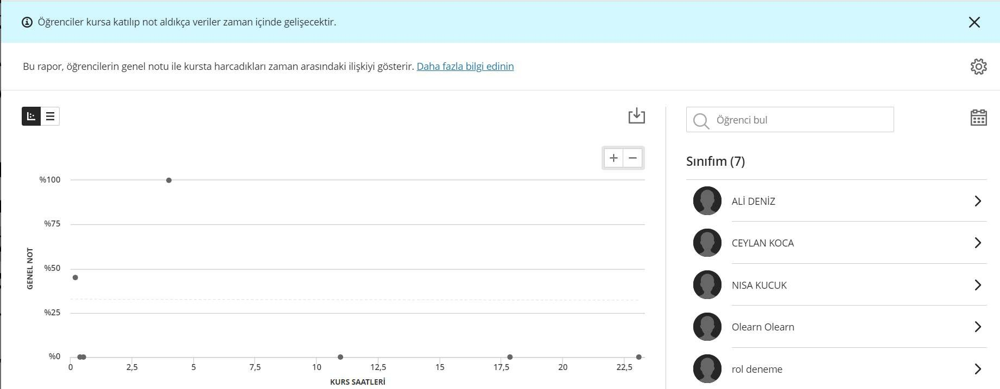 Öğrenciler kursa katılıp not aldıkça veriler zaman içinde gelişecektir.
Bu rapor, öğrencilerin genel notu ile kursta harcadıkları zaman arasındaki ilişkiyi gösterir. Daha fazla bilgi edinin
Öğrenci bul
Sınıfım (7)
ALİ DENİZ
CEYLAN KOCA
NISA KUCUK
Olearn Olearn
rol deneme
GENEL NOT
%100
%75
%50
%25
%0
0 2,5 5 7,5 10 12,5 15 17,5 20 22,5
KURS SAATLERİ